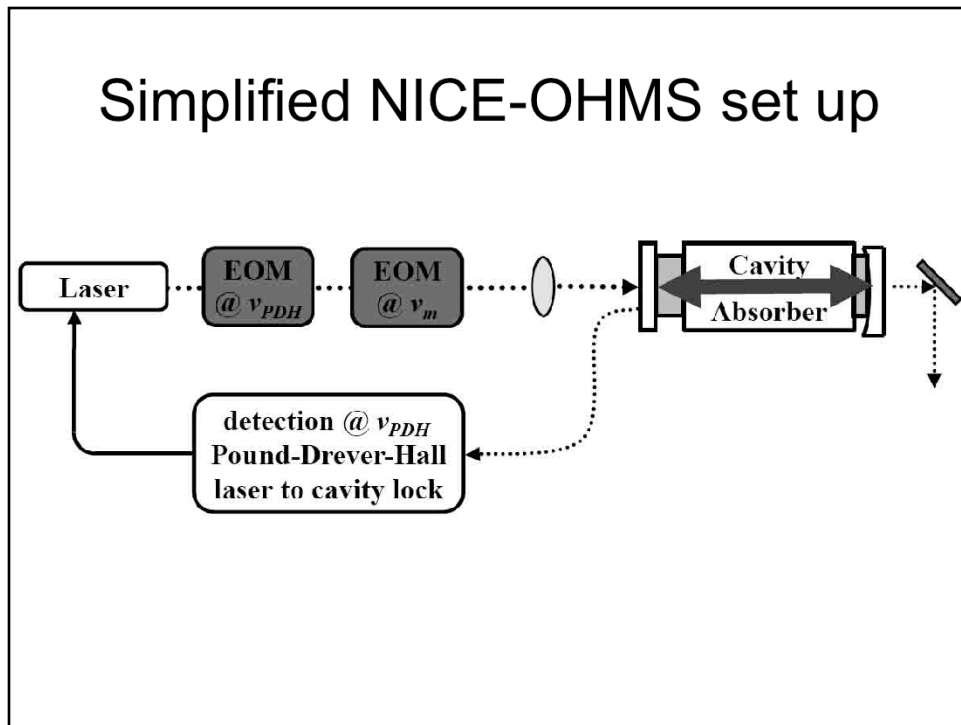 Simplified NICE-OHMS set up
Laser
EOM
@ νPDH
EOM
@ νm
Cavity
Absorber
detection @ νPDH
Pound-Drever-Hall
laser to cavity lock